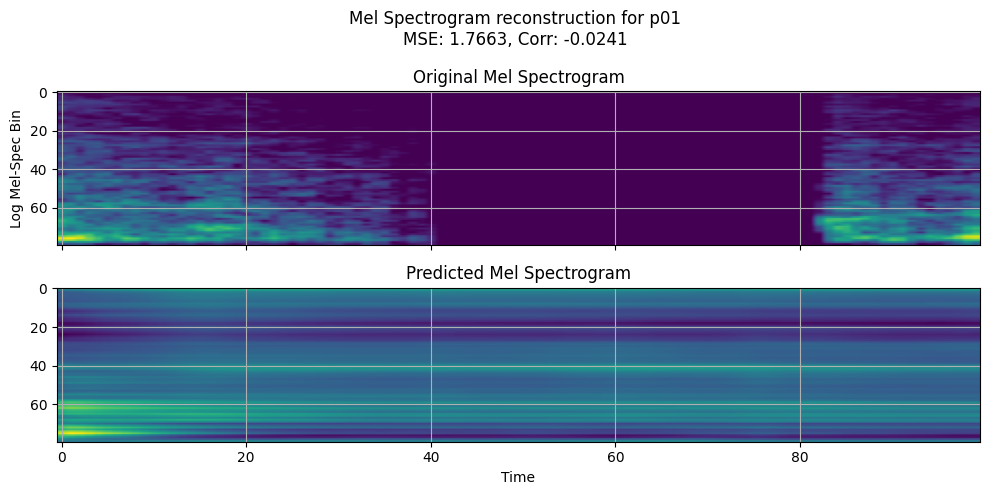 Mel Spectrogram reconstruction for p01
MSE: 1.7663, Corr: -0.0241
Original Mel Spectrogram
0
20
40
60
Log Mel-Spec Bin
Predicted Mel Spectrogram
0
20
40
60
0 20 40 60 80
Time